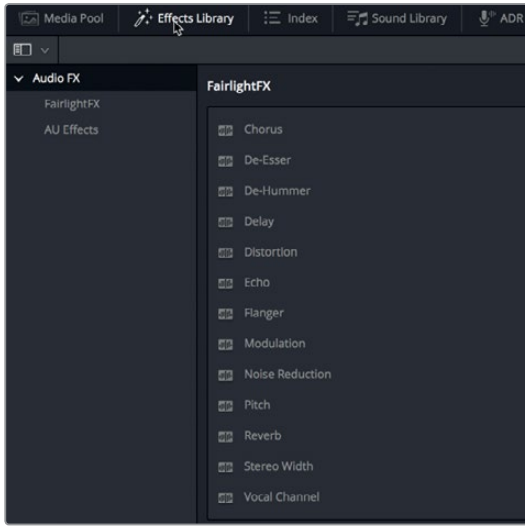 Media Pool Effects Library Index Sound Library ADR
Audio FX
FairlightFX
AU Effects
FairlightFX
Chorus
De-Esser
De-Hummer
Delay
Distortion
Echo
Flanger
Modulation
Noise Reduction
Pitch
Reverb
Stereo Width
Vocal Channel